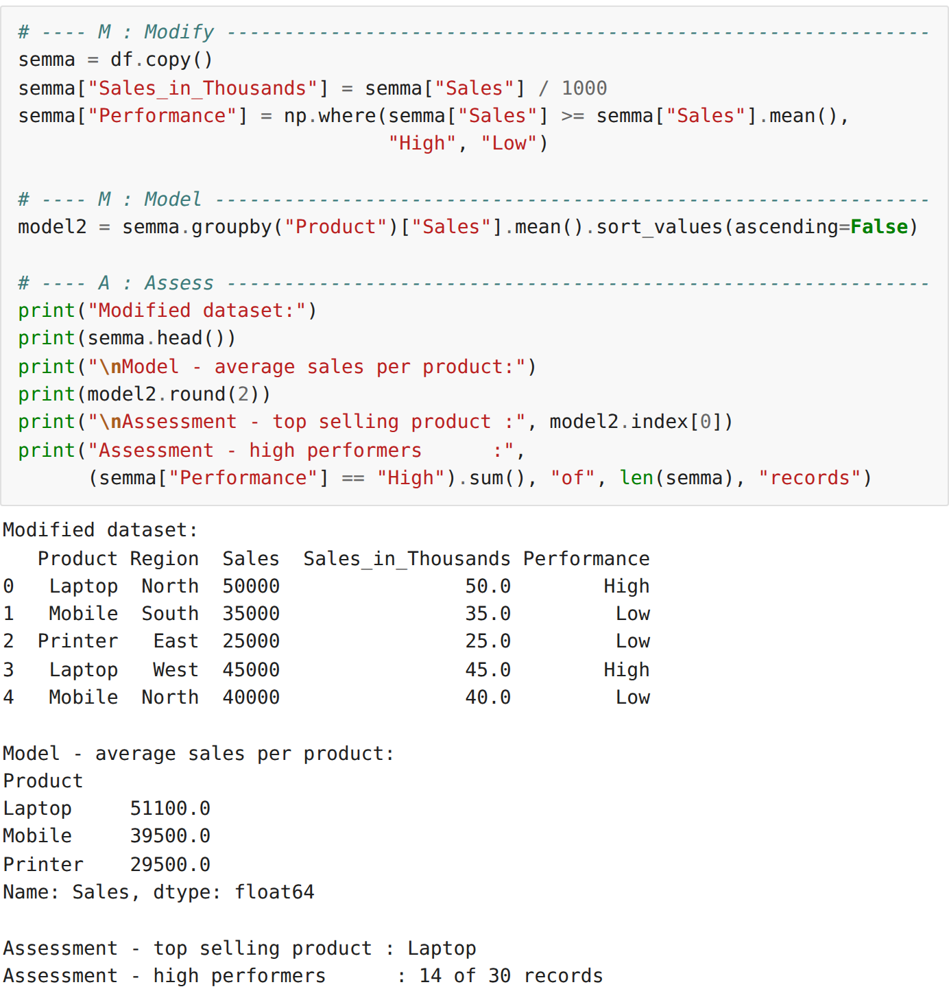 # ---- M : Modify -------------------------------------------------------------
semma = df.copy()
semma["Sales_in_Thousands"] = semma["Sales"] / 1000
semma["Performance"] = np.where(semma["Sales"] >= semma["Sales"].mean(),
                                "High", "Low")

# ---- M : Model --------------------------------------------------------------
model2 = semma.groupby("Product")["Sales"].mean().sort_values(ascending=False)

# ---- A : Assess -------------------------------------------------------------
print("Modified dataset:")
print(semma.head())
print("\nModel - average sales per product:")
print(model2.round(2))
print("\nAssessment - top selling product :", model2.index[0])
print("Assessment - high performers      :",
      (semma["Performance"] == "High").sum(), "of", len(semma), "records")
Modified dataset:
   Product Region  Sales  Sales_in_Thousands Performance
0   Laptop  North  50000                50.0        High
1   Mobile  South  35000                35.0         Low
2  Printer   East  25000                25.0         Low
3   Laptop   West  45000                45.0        High
4   Mobile  North  40000                40.0         Low

Model - average sales per product:
Product
Laptop     51100.0
Mobile     39500.0
Printer    29500.0
Name: Sales, dtype: float64

Assessment - top selling product : Laptop
Assessment - high performers      : 14 of 30 records